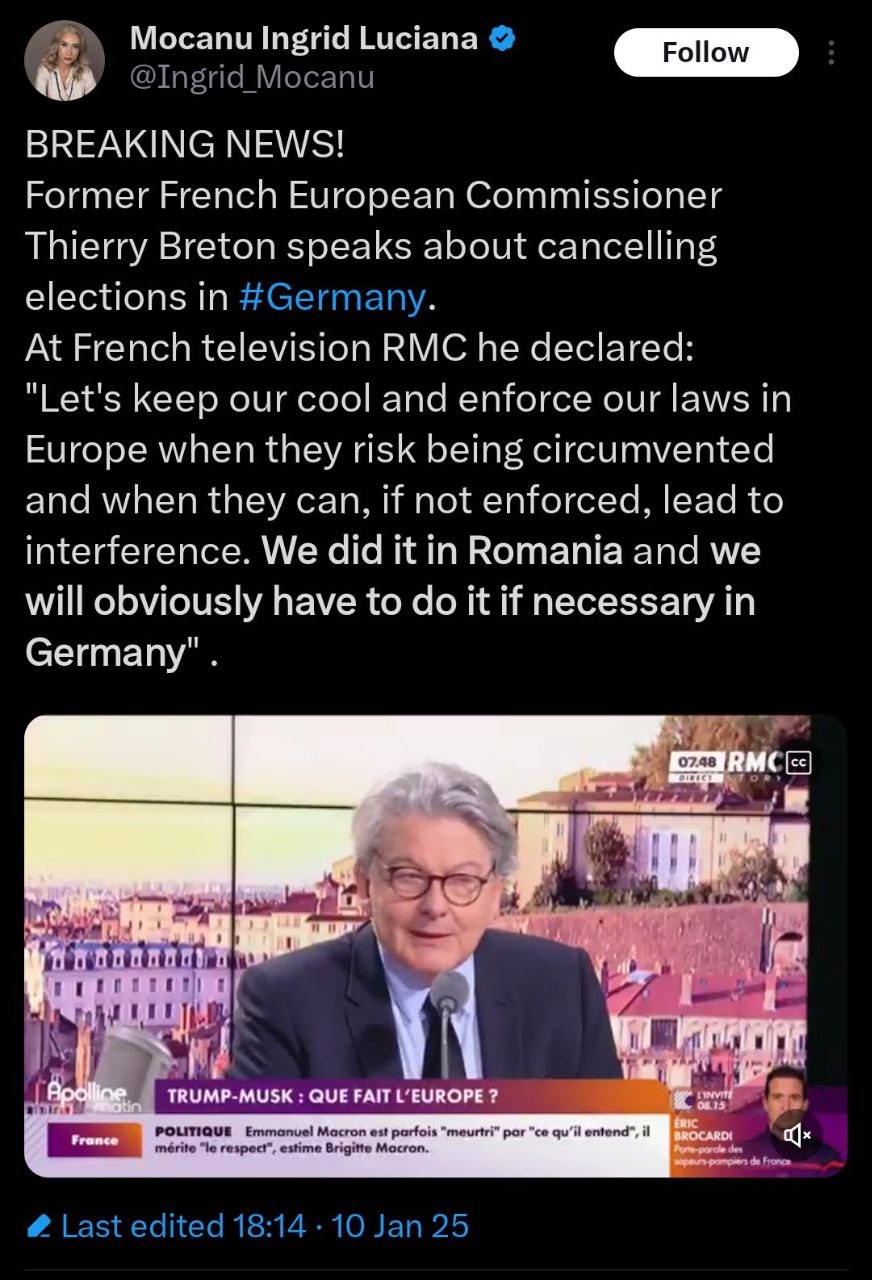 Mocanu Ingrid Luciana
@Ingrid_Mocanu
Follow
BREAKING NEWS!
Former French European Commissioner
Thierry Breton speaks about cancelling
elections in #Germany.
At French television RMC he declared:
"Let's keep our cool and enforce our laws in
Europe when they risk being circumvented
and when they can, if not enforced, lead to
interference. We did it in Romania and we
will obviously have to do it if necessary in
Germany" .
07.48 RMC CC
DIRECT STORY
Apolline
matin
TRUMP-MUSK : QUE FAIT L'EUROPE ?
France
POLITIQUE Emmanuel Macron est parfois "meurtri" par "ce qu'il entend", il
mérite "le respect", estime Brigitte Macron.
L'INVITÉ
08.15
ÉRIC
BROCARDI
Porte-parole des
sapeurs-pompiers de France
Last edited 18:14 · 10 Jan 25